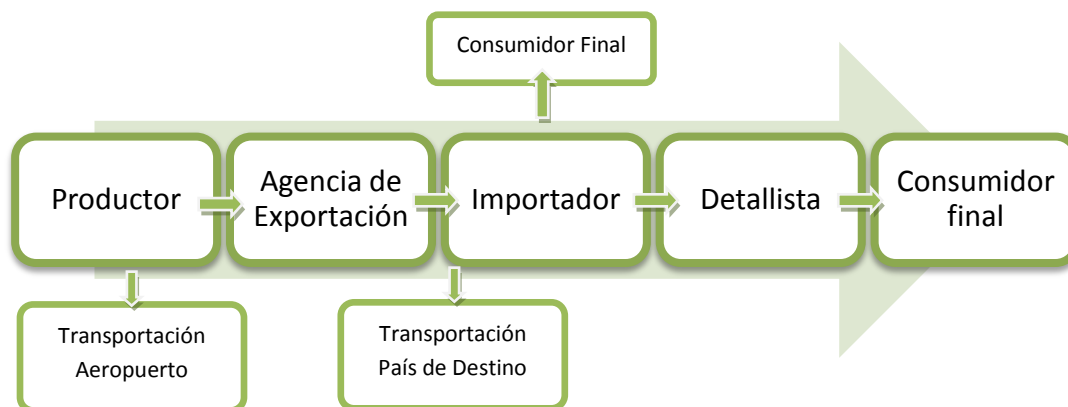 Consumidor Final
Productor
Agencia de
Exportación
Importador
Detallista
Consumidor
final
Transportación
Aeropuerto
Transportación
País de Destino